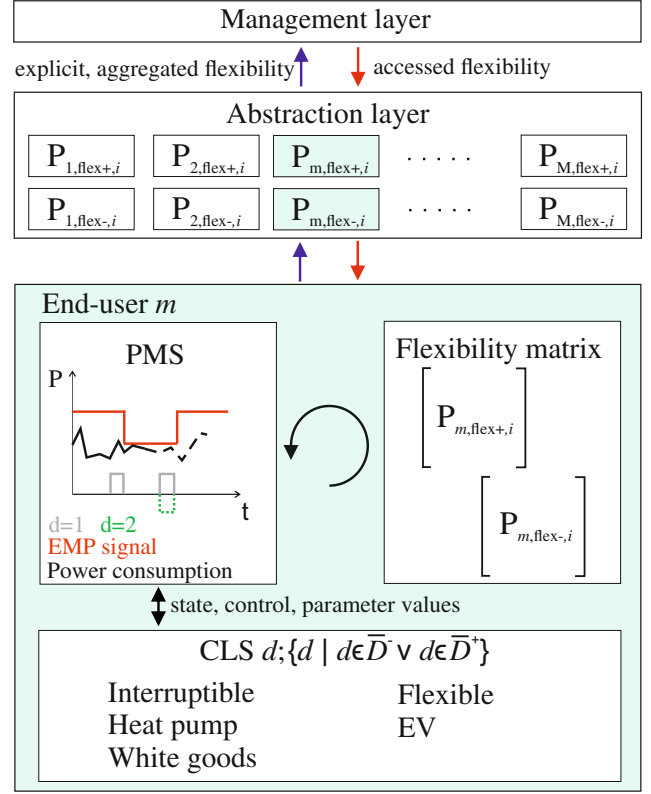 Management layer
explicit, aggregated flexibility
accessed flexibility
Abstraction layer
P1,flex+,i P2,flex+,i Pm,flex+,i . . . . . PM,flex+,i
P1,flex-,i P2,flex-,i Pm,flex-,i . . . . . PM,flex-,i
End-user m
PMS
P
t
d=1 d=2
EMP signal
Power consumption
Flexibility matrix
Pm,flex+,i
Pm,flex-,i
state, control, parameter values
CLS d;{d | dϵD̅⁻ v dϵD̅⁺}
Interruptible
Heat pump
White goods
Flexible
EV